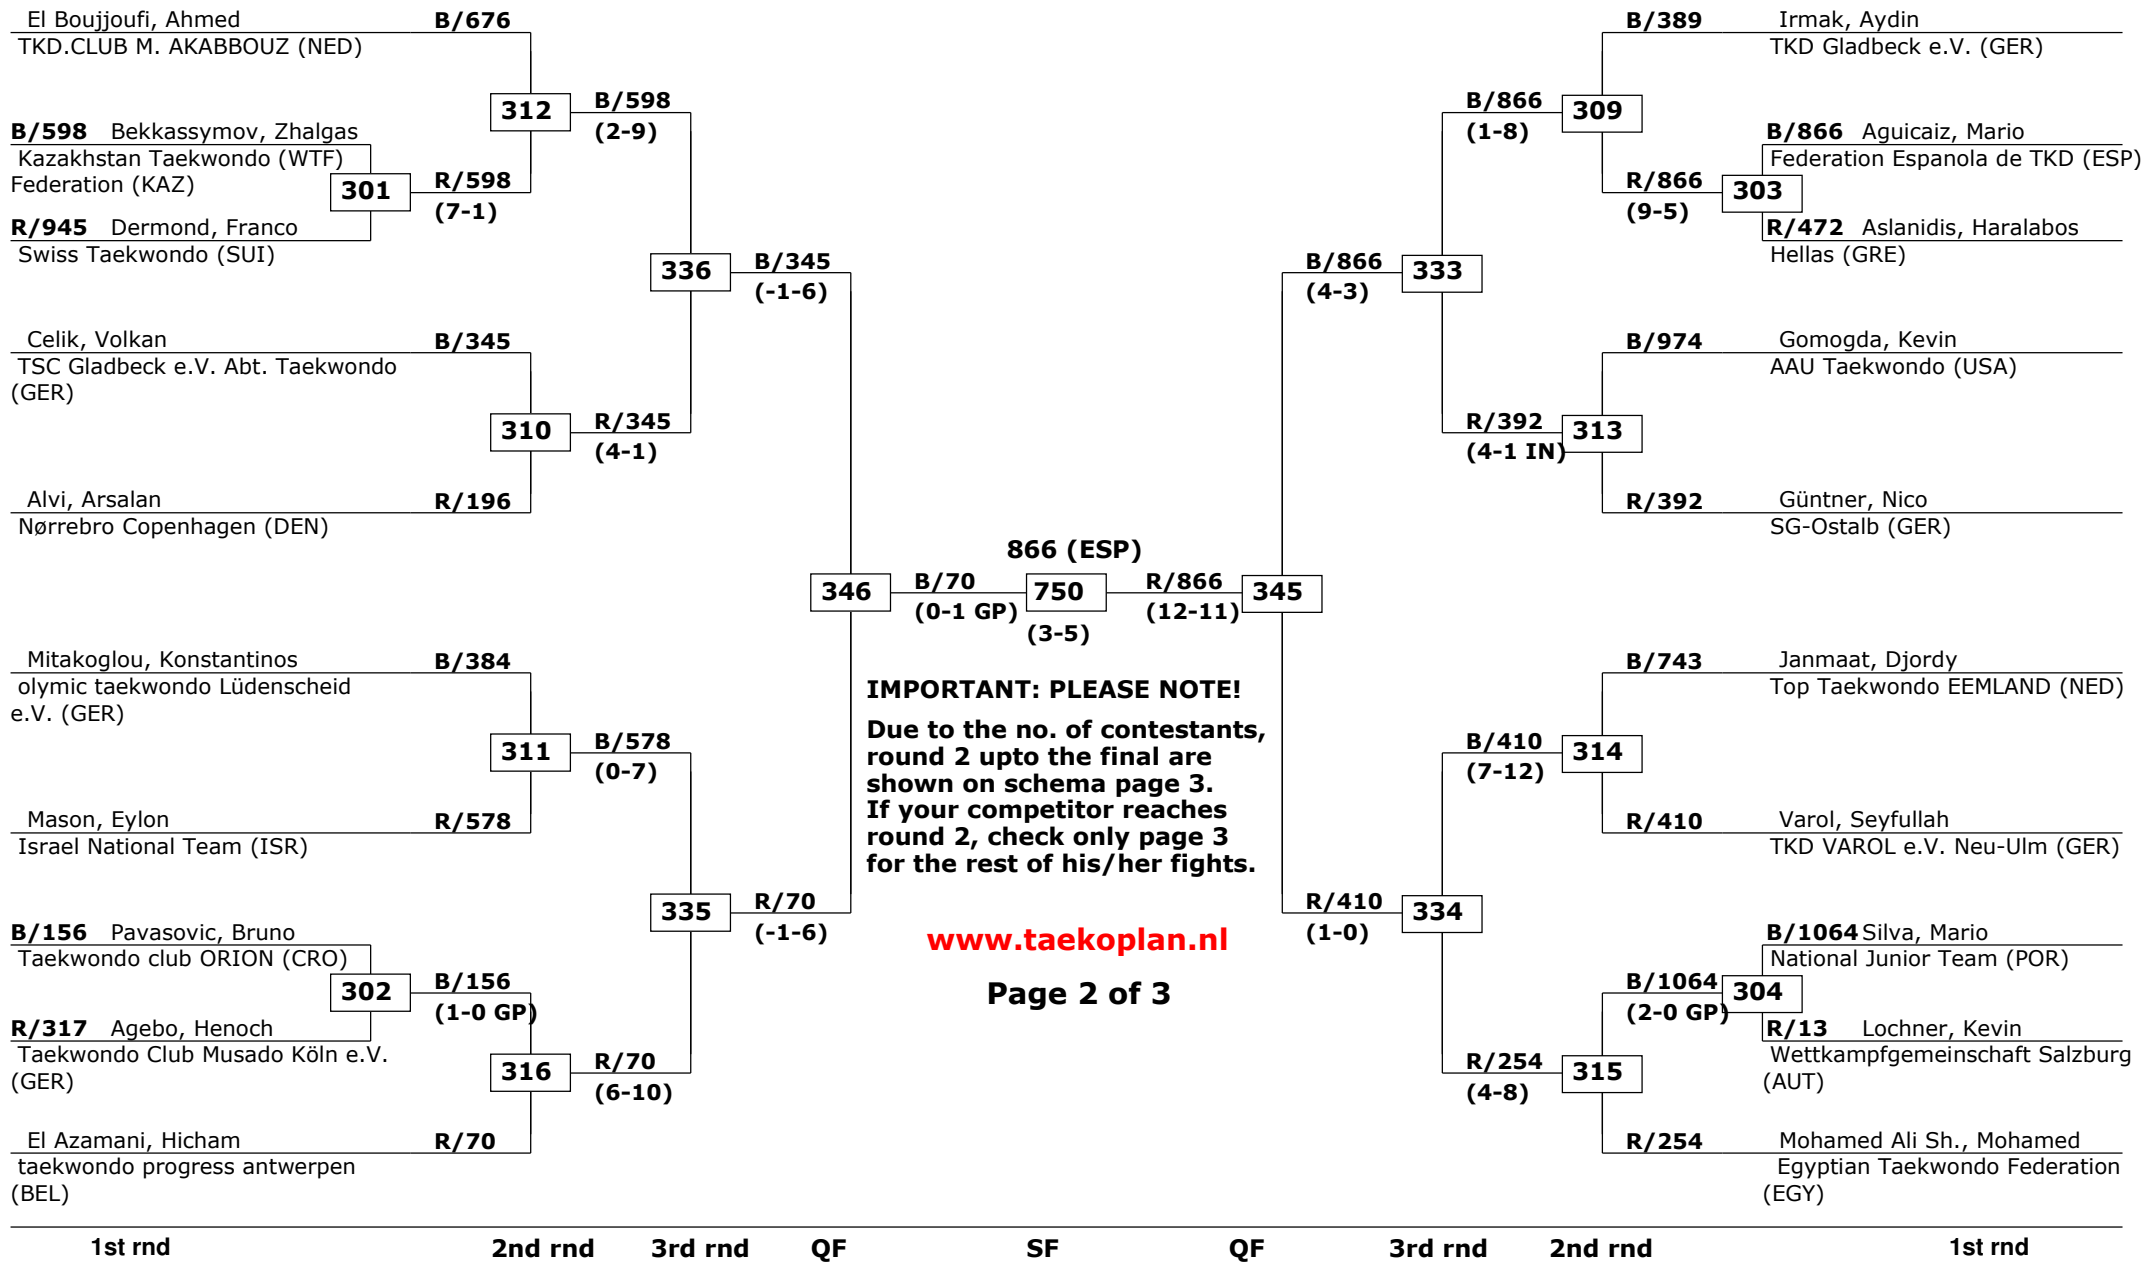 El Boujjoufi, Ahmed B/676
TKD.CLUB M. AKABBOUZ (NED)
312
B/598
(2-9)
B/598 Bekkassymov, Zhalgas
Kazakhstan Taekwondo (WTF)
Federation (KAZ)
301
R/598
(7-1)
R/945 Dermond, Franco
Swiss Taekwondo (SUI)
336
B/345
(-1-6)
Celik, Volkan B/345
TSC Gladbeck e.V. Abt. Taekwondo
(GER)
310
R/345
(4-1)
Alvi, Arsalan R/196
Nørrebro Copenhagen (DEN)
346
B/70
(0-1 GP)
Mitakoglou, Konstantinos B/384
olymic taekwondo Lüdenscheid
e.V. (GER)
311
B/578
(0-7)
Mason, Eylon R/578
Israel National Team (ISR)
335
R/70
(-1-6)
B/156 Pavasovic, Bruno
Taekwondo club ORION (CRO)
302
B/156
(1-0 GP)
R/317 Agebo, Henoch
Taekwondo Club Musado Köln e.V.
(GER)
316
R/70
(6-10)
El Azamani, Hicham R/70
taekwondo progress antwerpen
(BEL)
866 (ESP)
750
(3-5)
IMPORTANT: PLEASE NOTE!
Due to the no. of contestants,
round 2 upto the final are
shown on schema page 3.
If your competitor reaches
round 2, check only page 3
for the rest of his/her fights.
www.taekoplan.nl
Page 2 of 3
B/389 Irmak, Aydin
TKD Gladbeck e.V. (GER)
B/866
(1-8)
309
B/866 Aguicaiz, Mario
Federation Espanola de TKD (ESP)
R/866
(9-5)
303
R/472 Aslanidis, Haralabos
Hellas (GRE)
B/866
(4-3)
333
B/974 Gomogda, Kevin
AAU Taekwondo (USA)
R/392
(4-1 IN)
313
R/392 Güntner, Nico
SG-Ostalb (GER)
R/866
(12-11)
345
B/743 Janmaat, Djordy
Top Taekwondo EEMLAND (NED)
B/410
(7-12)
314
R/410 Varol, Seyfullah
TKD VAROL e.V. Neu-Ulm (GER)
R/410
(1-0)
334
B/1064 Silva, Mario
National Junior Team (POR)
B/1064
(2-0 GP)
304
R/13 Lochner, Kevin
Wettkampfgemeinschaft Salzburg
(AUT)
R/254
(4-8)
315
R/254 Mohamed Ali Sh., Mohamed
Egyptian Taekwondo Federation
(EGY)
1st rnd 2nd rnd 3rd rnd QF SF QF 3rd rnd 2nd rnd 1st rnd